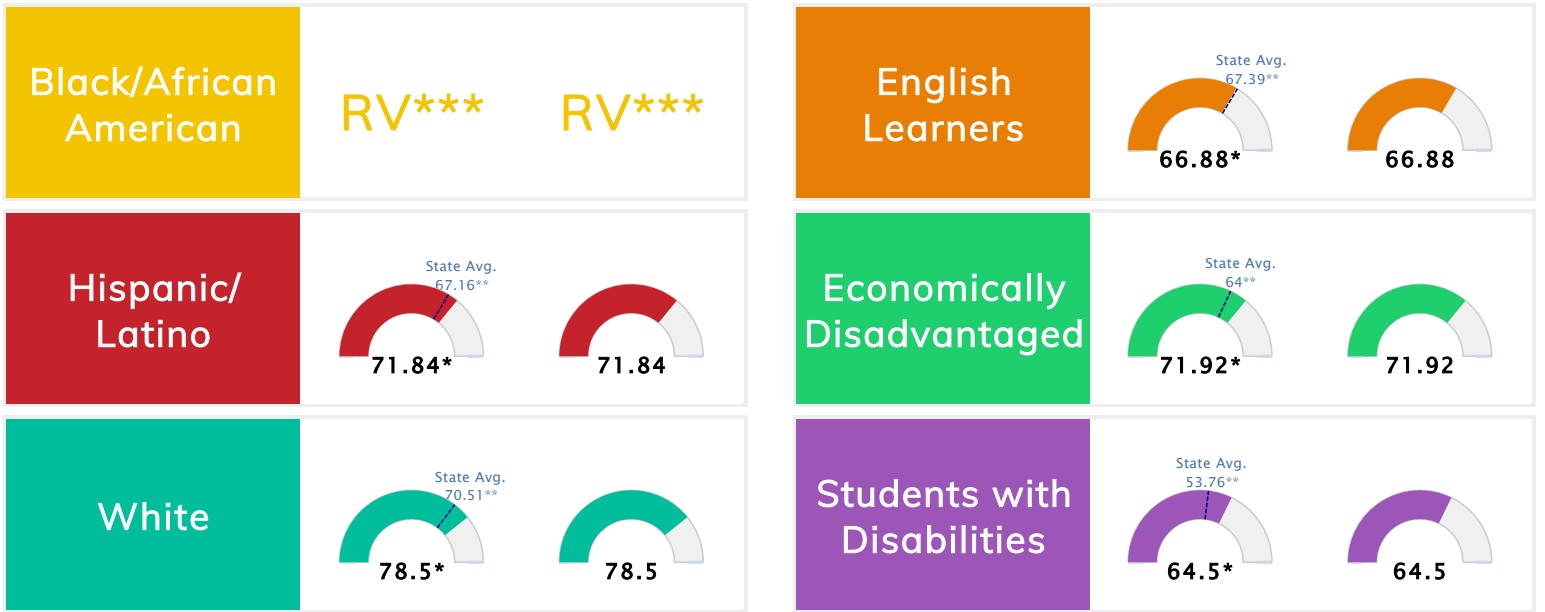 Black/African
American
RV***
RV***
English
Learners
State Avg.
67.39**
66.88*
66.88
Hispanic/
Latino
State Avg.
67.16**
71.84*
71.84
Economically
Disadvantaged
State Avg.
64**
71.92*
71.92
White
State Avg.
70.51**
78.5*
78.5
Students with
Disabilities
State Avg.
53.76**
64.5*
64.5